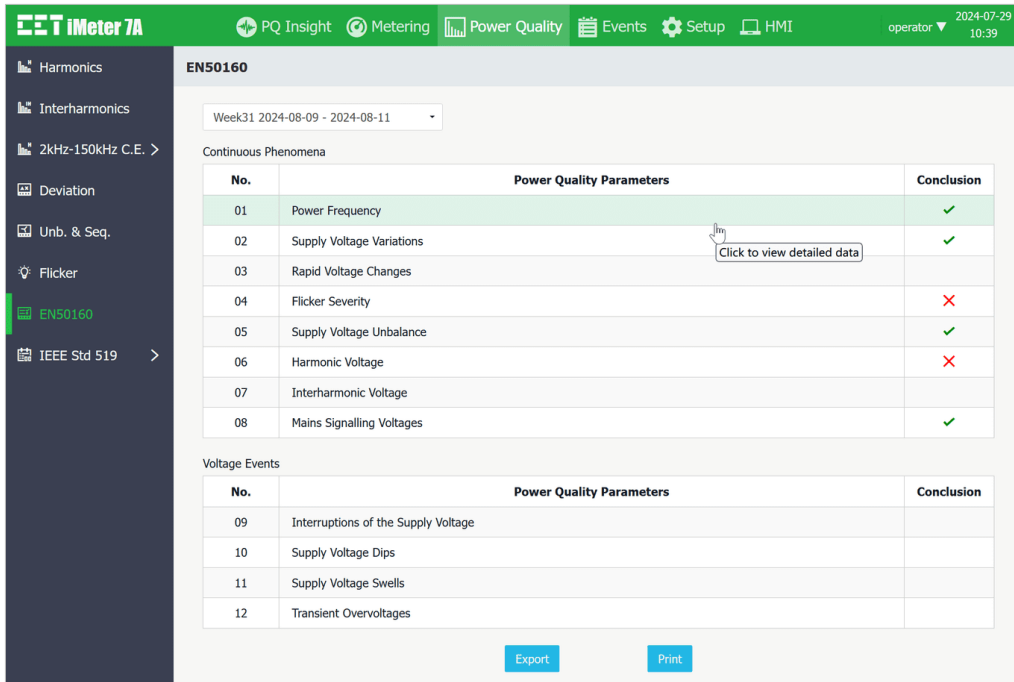 CET iMeter 7A
PQ Insight Metering Power Quality Events Setup HMI
operator ▼
2024-07-29
10:39
Harmonics
Interharmonics
2kHz-150kHz C.E. >
Deviation
Unb. & Seq.
Flicker
EN50160
IEEE Std 519 >
EN50160
Week31 2024-08-09 - 2024-08-11
Continuous Phenomena
No. Power Quality Parameters Conclusion
01 Power Frequency ✓
02 Supply Voltage Variations ✓
Click to view detailed data
03 Rapid Voltage Changes
04 Flicker Severity ✕
05 Supply Voltage Unbalance ✓
06 Harmonic Voltage ✕
07 Interharmonic Voltage
08 Mains Signalling Voltages ✓
Voltage Events
No. Power Quality Parameters Conclusion
09 Interruptions of the Supply Voltage
10 Supply Voltage Dips
11 Supply Voltage Swells
12 Transient Overvoltages
Export Print